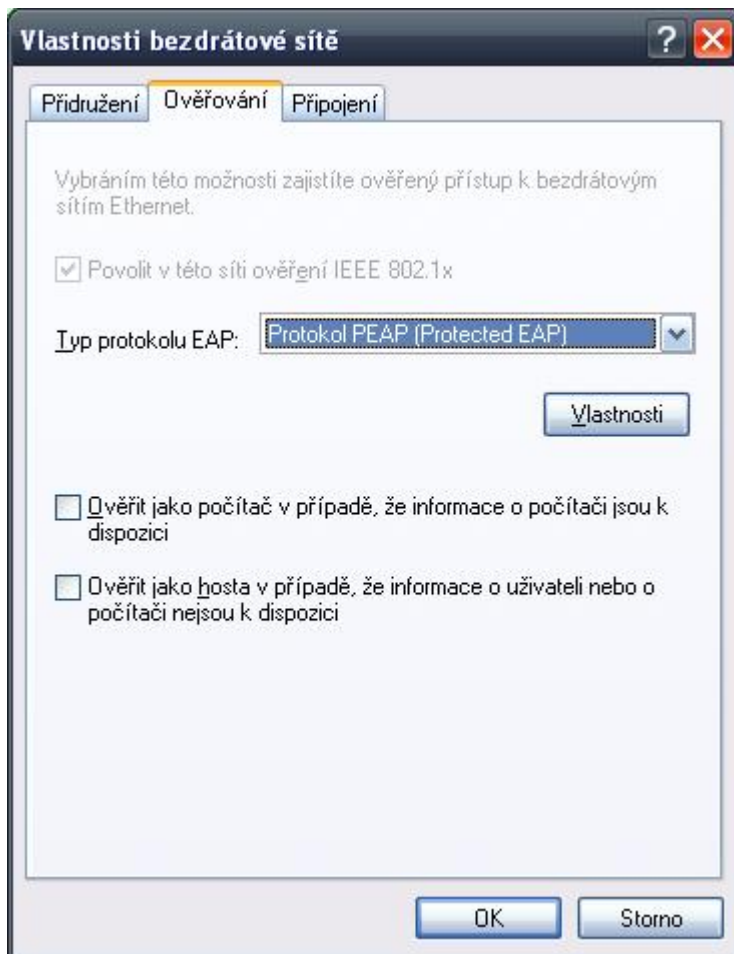 Vlastnosti bezdrátové sítě
Přidružení
Ověřování
Připojení
Vybráním této možnosti zajistíte ověřený přístup k bezdrátovým
sítím Ethernet.
Povolit v této síti ověření IEEE 802.1x
Typ protokolu EAP:
Protokol PEAP (Protected EAP)
Vlastnosti
Ověřit jako počítač v případě, že informace o počítači jsou k
dispozici
Ověřit jako hosta v případě, že informace o uživateli nebo o
počítači nejsou k dispozici
OK
Storno